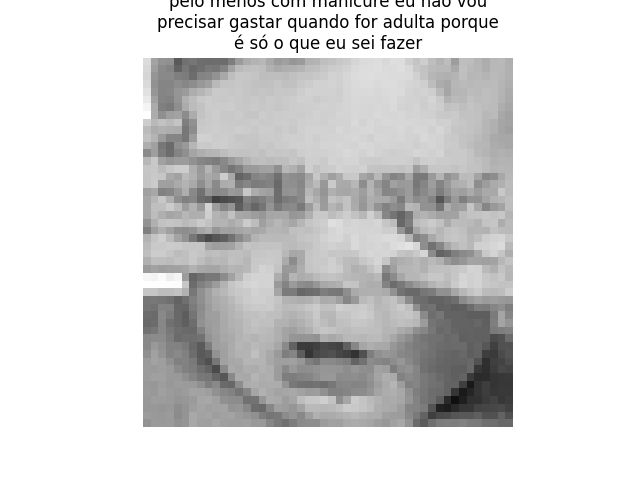 pelo menos com manicure eu não vou
precisar gastar quando for adulta porque
é só o que eu sei fazer